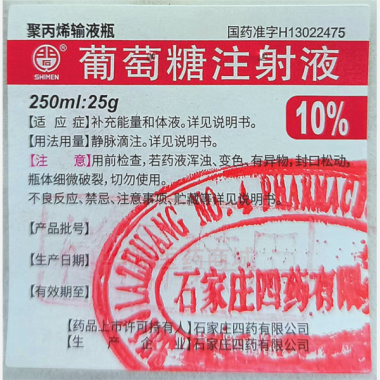 聚丙烯输液瓶
国药准字H13022475
SHIMEN
葡萄糖注射液
250ml:25g
10%
【适 应 症】补充能量和体液。详见说明书。
【用法用量】静脉滴注。详见说明书。
【注 意】用前检查，若药液浑浊、变色、有异物，封口松动，
瓶体细微破裂，切勿使用。
不良反应、禁忌、注意事项、贮藏等详见说明书。
【产品批号】
【生产日期】
【有效期至】
NO. 4 PHARMAC
石家庄四药有限
【药品上市许可持有人】石家庄四药有限公司
【生 产 企 业】石家庄四药有限公司